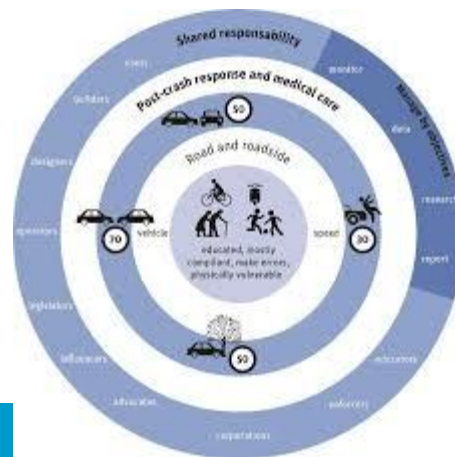 Shared responsability
users
monitor
builders
Post-crash response and medical care
Manage by objectives
data
50
designers
Road and roadside
research
operators
70
vehicle
speed
30
educated, mostly
compliant, make errors,
physically vulnerable
report
legislators
50
influencers
educators
advocates
enforcers
corporations